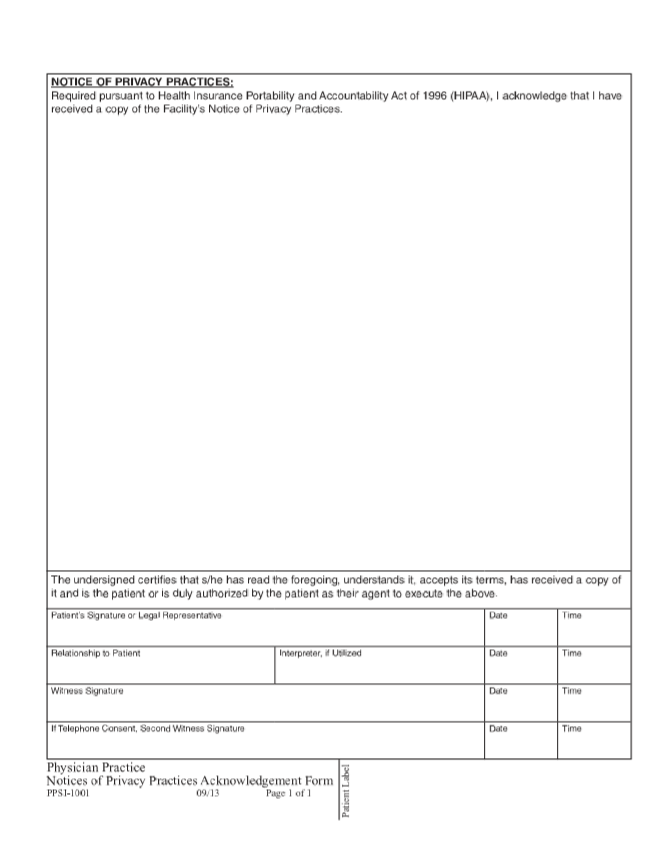 NOTICE OF PRIVACY PRACTICES:
Required pursuant to Health Insurance Portability and Accountability Act of 1996 (HIPAA), I acknowledge that I have
received a copy of the Facility's Notice of Privacy Practices.
The undersigned certifies that s/he has read the foregoing, understands it, accepts its terms, has received a copy of
it and is the patient or is duly authorized by the patient as their agent to execute the above.
Patient's Signature or Legal Representative Date Time
Relationship to Patient Interpreter, if Utilized Date Time
Witness Signature Date Time
If Telephone Consent, Second Witness Signature Date Time
Physician Practice
Notices of Privacy Practices Acknowledgement Form
PPSI-1001 09/13 Page 1 of 1
Patient Label